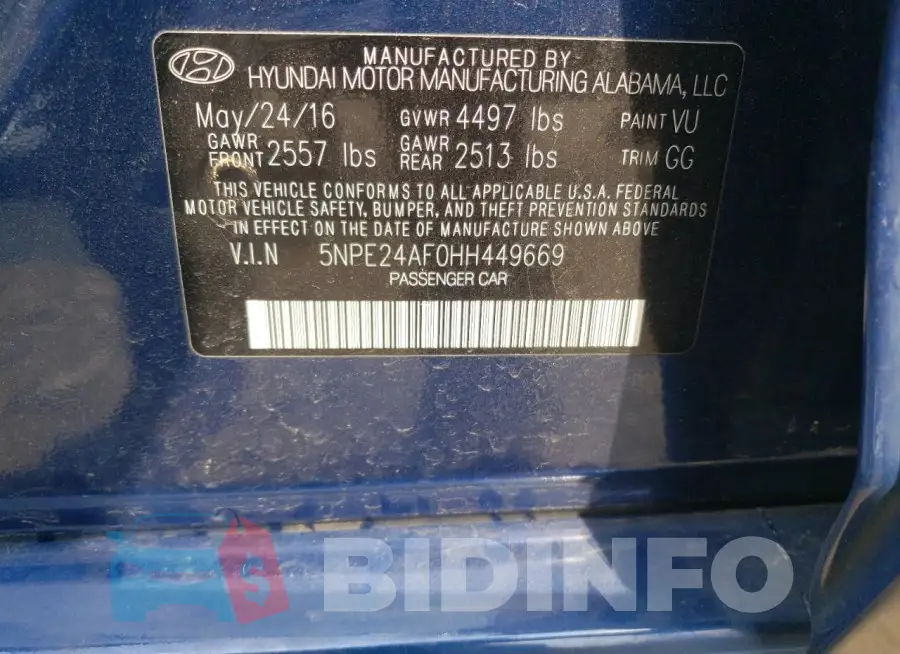 MANUFACTURED BY
HYUNDAI MOTOR MANUFACTURING ALABAMA, LLC
May/24/16 GVWR 4497 lbs PAINT VU
GAWR FRONT 2557 lbs GAWR REAR 2513 lbs TRIM GG
THIS VEHICLE CONFORMS TO ALL APPLICABLE U.S.A. FEDERAL
MOTOR VEHICLE SAFETY, BUMPER, AND THEFT PREVENTION STANDARDS
IN EFFECT ON THE DATE OF MANUFACTURE SHOWN ABOVE.
V.I.N 5NPE24AF0HH449669
PASSENGER CAR
$ BIDINFO